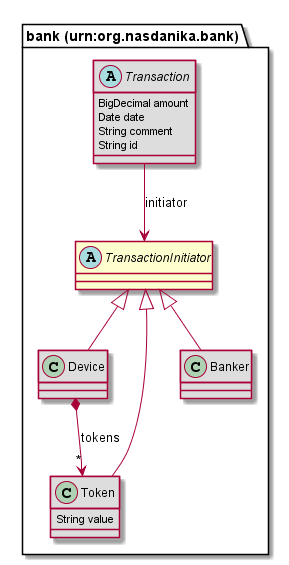 bank (urn:org.nasdanika.bank)
A Transaction
BigDecimal amount
Date date
String comment
String id
initiator
A TransactionInitiator
C Device
C Banker
tokens
*
C Token
String value